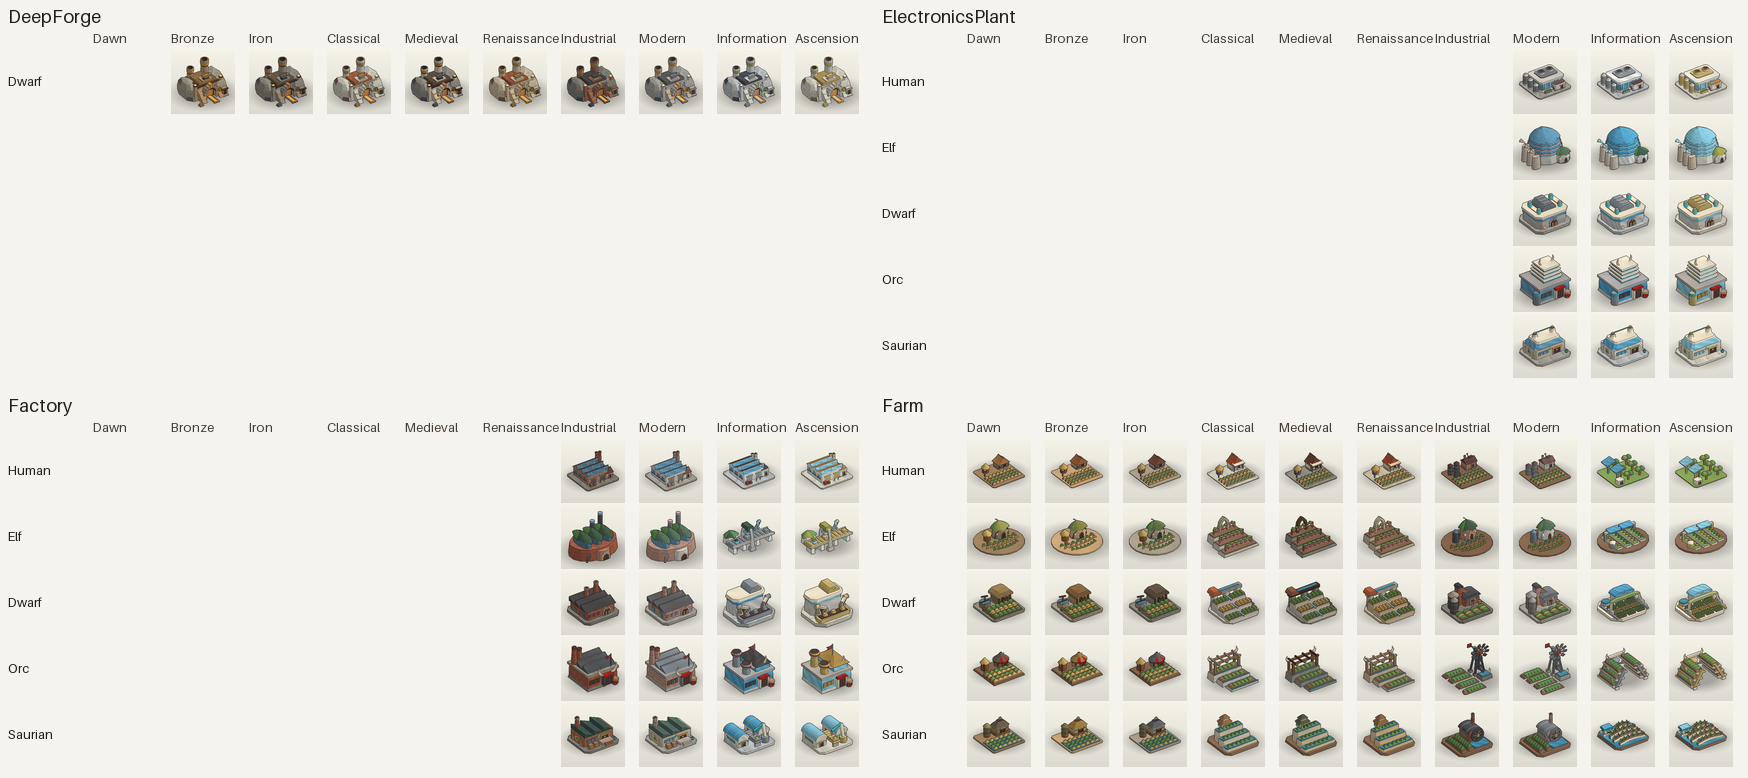 DeepForge
Dawn Bronze Iron Classical Medieval Renaissance Industrial Modern Information Ascension
Dwarf
ElectronicsPlant
Dawn Bronze Iron Classical Medieval Renaissance Industrial Modern Information Ascension
Human
Elf
Dwarf
Orc
Saurian
Factory
Dawn Bronze Iron Classical Medieval Renaissance Industrial Modern Information Ascension
Human
Elf
Dwarf
Orc
Saurian
Farm
Dawn Bronze Iron Classical Medieval Renaissance Industrial Modern Information Ascension
Human
Elf
Dwarf
Orc
Saurian